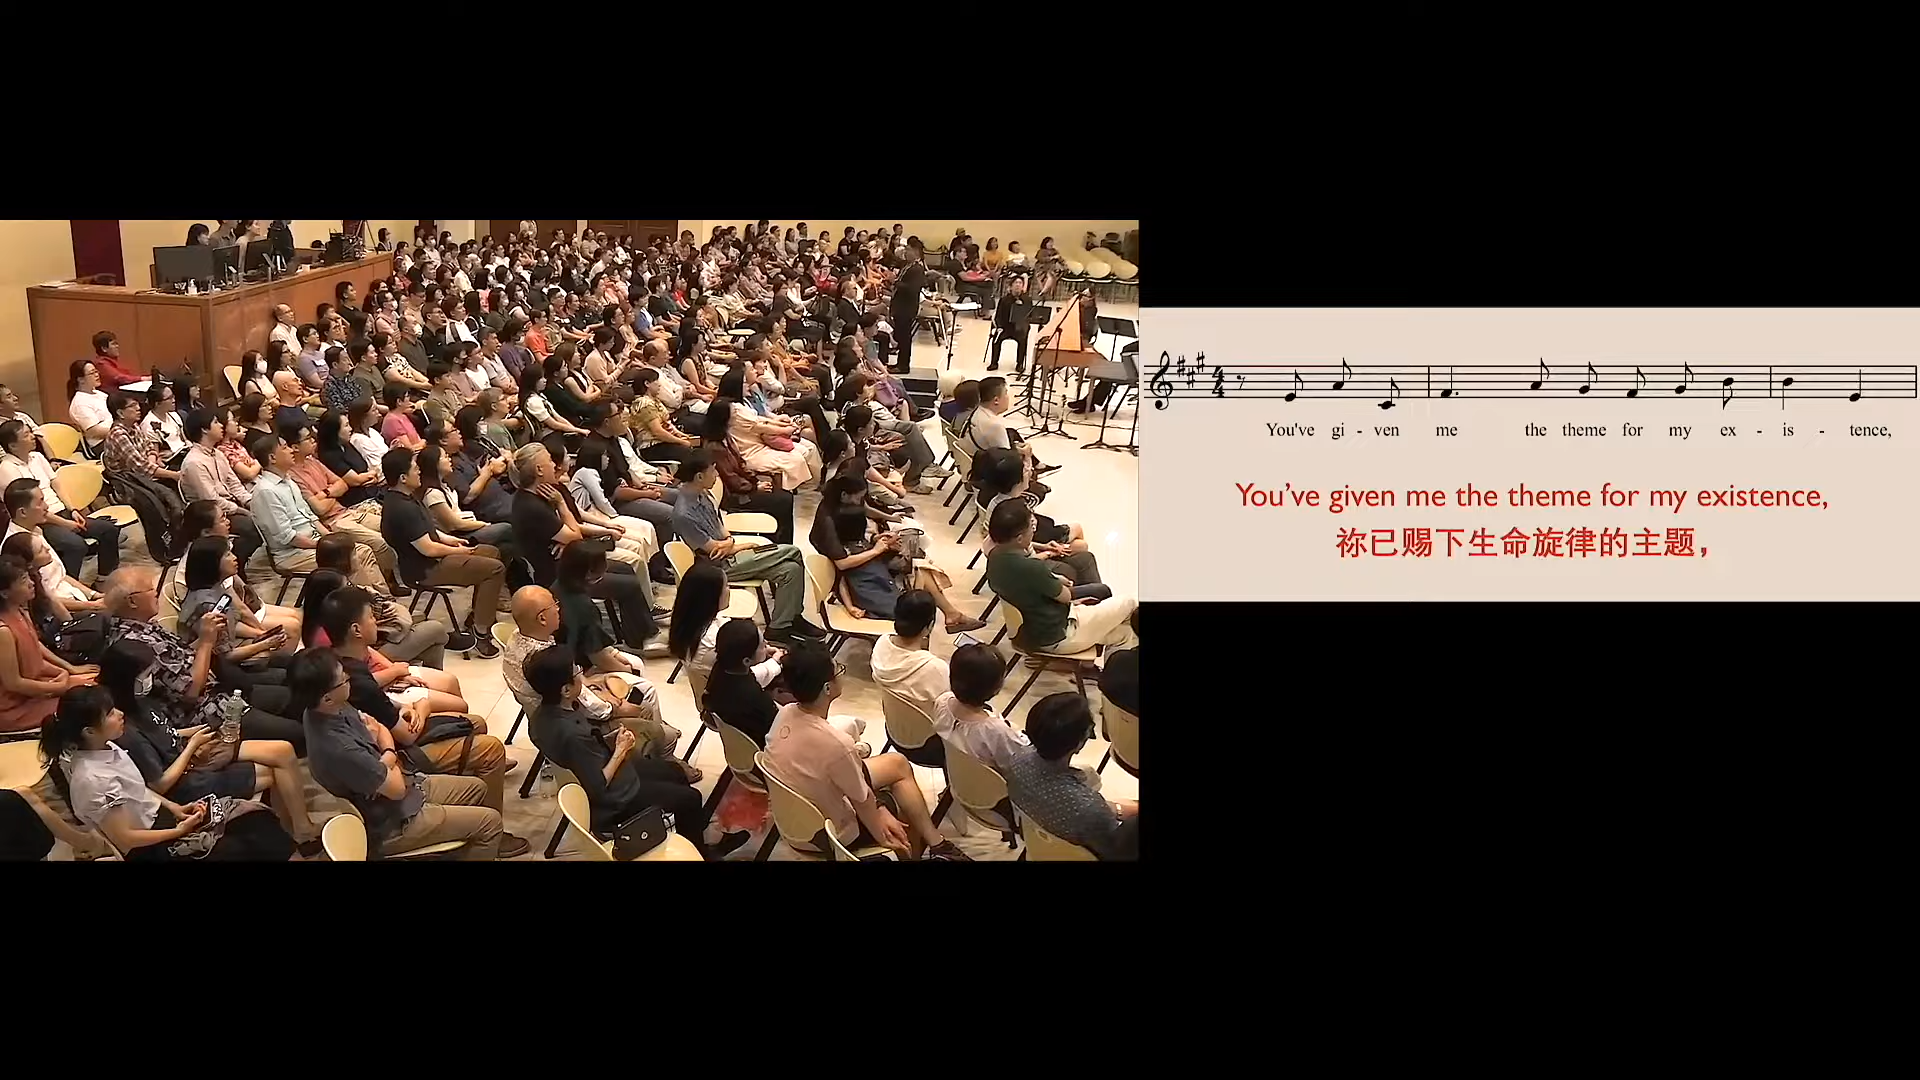 You've gi - ven me the theme for my ex - is - tence,
You’ve given me the theme for my existence,
祢已赐下生命旋律的主题，